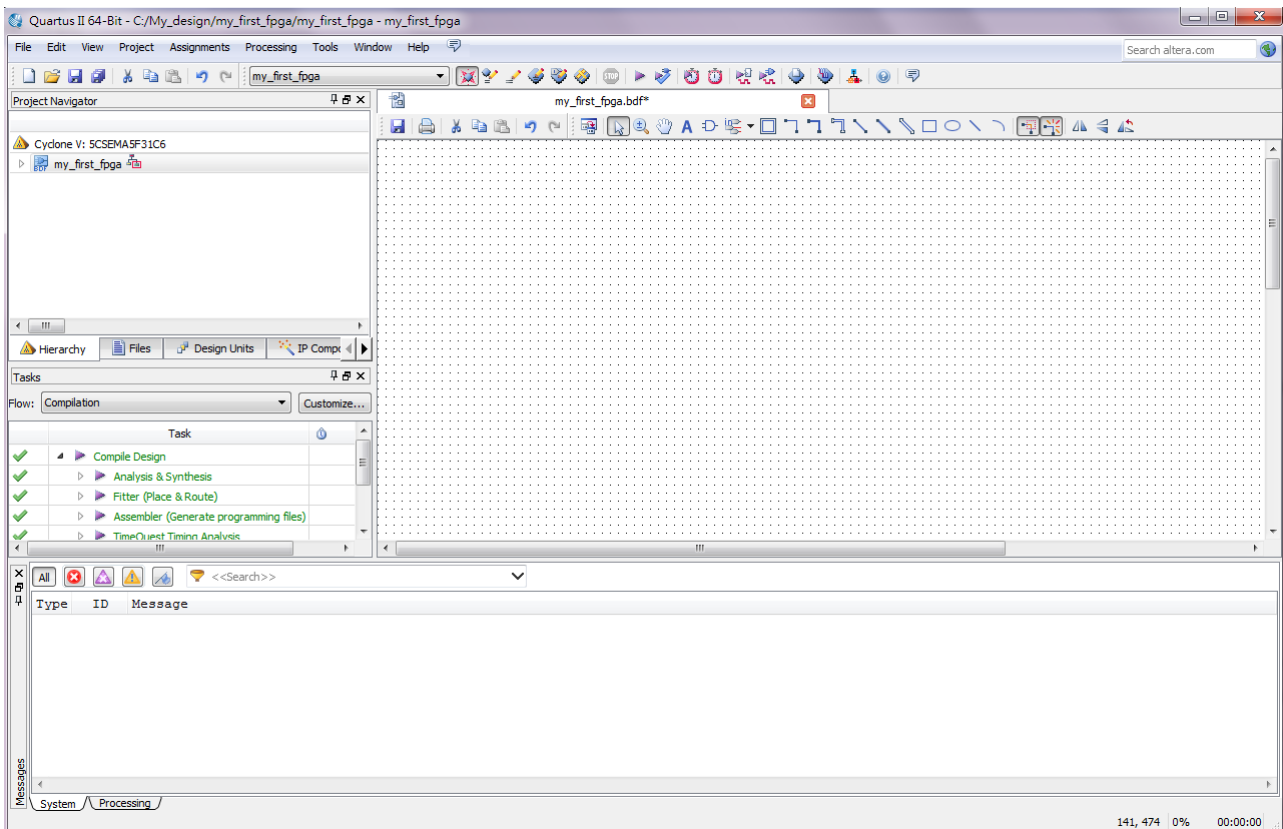 Quartus II 64-Bit - C:/My_design/my_first_fpga/my_first_fpga - my_first_fpga
File Edit View Project Assignments Processing Tools Window Help
Search altera.com
my_first_fpga
STOP
Project Navigator
my_first_fpga.bdf*
Cyclone V: 5CSEMA5F31C6
BDF my_first_fpga
Hierarchy Files Design Units IP Compo
Tasks
Flow: Compilation Customize...
Task
Compile Design
Analysis & Synthesis
Fitter (Place & Route)
Assembler (Generate programming files)
TimeQuest Timing Analysis
All <<Search>>
Type ID Message
Messages
System Processing
141, 474 0% 00:00:00